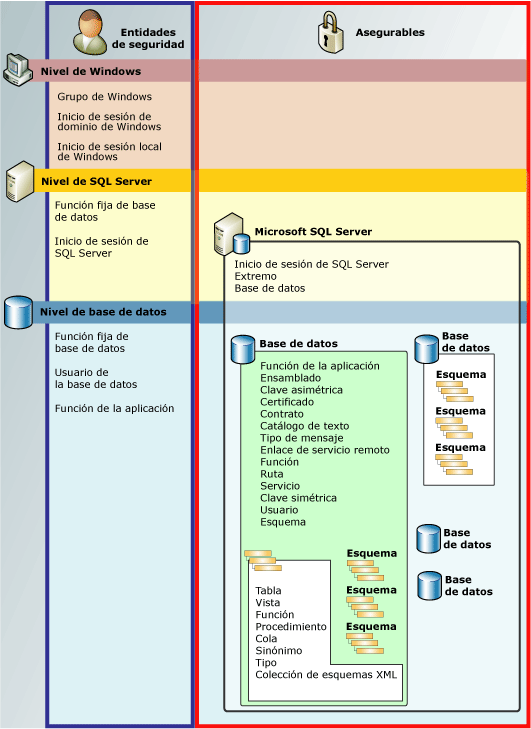 Entidades
de seguridad
Asegurables
Nivel de Windows
Grupo de Windows
Inicio de sesión de
dominio de Windows
Inicio de sesión local
de Windows
Nivel de SQL Server
Función fija de base
de datos
Inicio de sesión de
SQL Server
Microsoft SQL Server
Inicio de sesión de SQL Server
Extremo
Base de datos
Nivel de base de datos
Función fija de
base de datos
Usuario de
la base de datos
Función de la aplicación
Base de datos
Función de la aplicación
Ensamblado
Clave asimétrica
Certificado
Contrato
Catálogo de texto
Tipo de mensaje
Enlace de servicio remoto
Función
Ruta
Servicio
Clave simétrica
Usuario
Esquema
Tabla
Vista
Función
Procedimiento
Cola
Sinónimo
Tipo
Colección de esquemas XML
Esquema
Esquema
Esquema
Base
de datos
Esquema
Esquema
Esquema
Base
de datos
Base
de datos